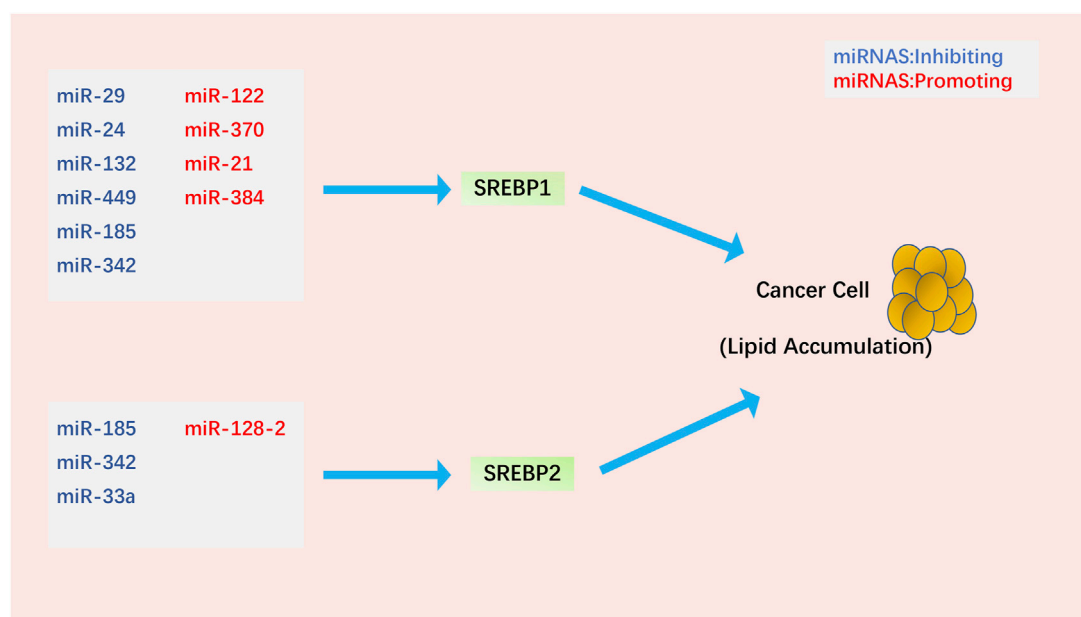 miRNAS:Inhibiting
miRNAS:Promoting
miR-29 miR-122
miR-24 miR-370
miR-132 miR-21
miR-449 miR-384
miR-185
miR-342
SREBP1
Cancer Cell
(Lipid Accumulation)
miR-185 miR-128-2
miR-342
miR-33a
SREBP2